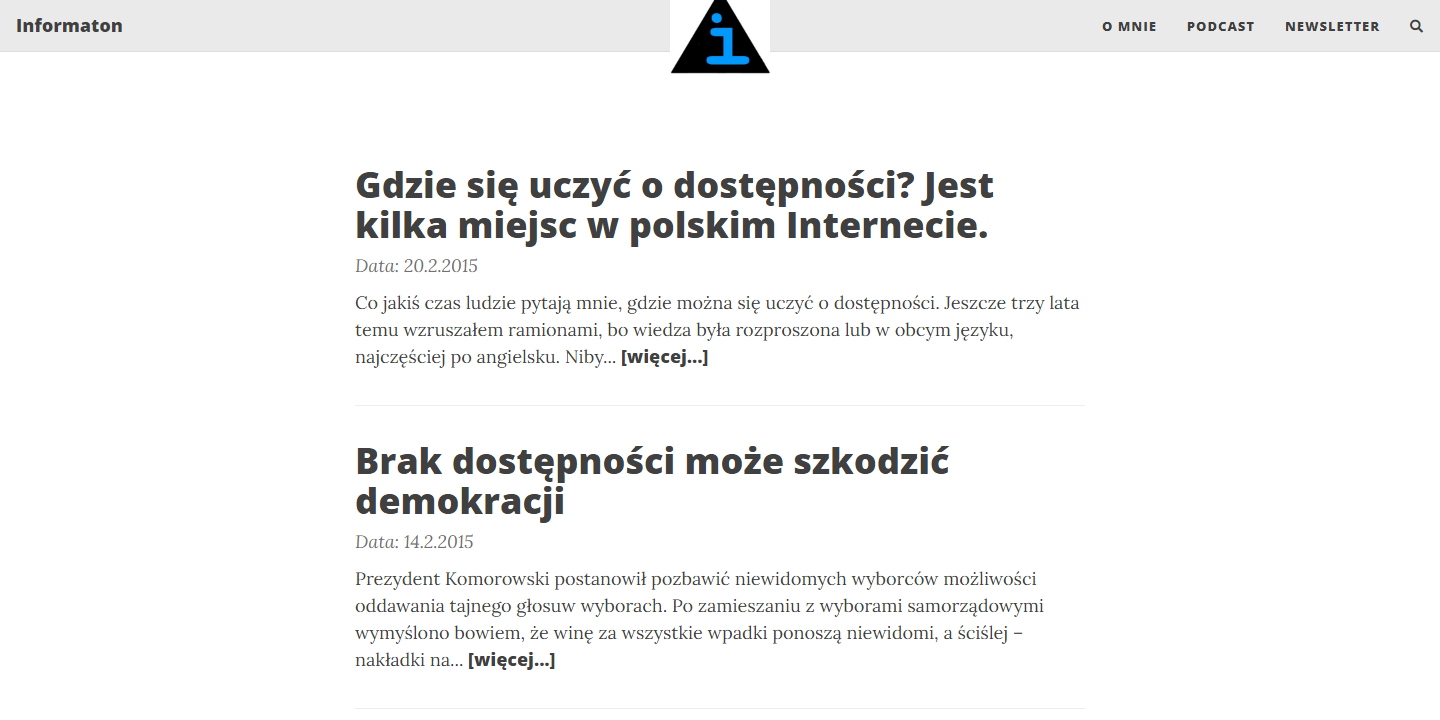 Informaton
i
O MNIE
PODCAST
NEWSLETTER
Gdzie się uczyć o dostępności? Jest
kilka miejsc w polskim Internecie.
Data: 20.2.2015
Co jakiś czas ludzie pytają mnie, gdzie można się uczyć o dostępności. Jeszcze trzy lata
temu wzruszałem ramionami, bo wiedza była rozproszona lub w obcym języku,
najczęściej po angielsku. Niby... [więcej...]
Brak dostępności może szkodzić
demokracji
Data: 14.2.2015
Prezydent Komorowski postanowił pozbawić niewidomych wyborców możliwości
oddawania tajnego głosuw wyborach. Po zamieszaniu z wyborami samorządowymi
wymyślono bowiem, że winę za wszystkie wpadki ponoszą niewidomi, a ściślej –
nakładki na... [więcej...]